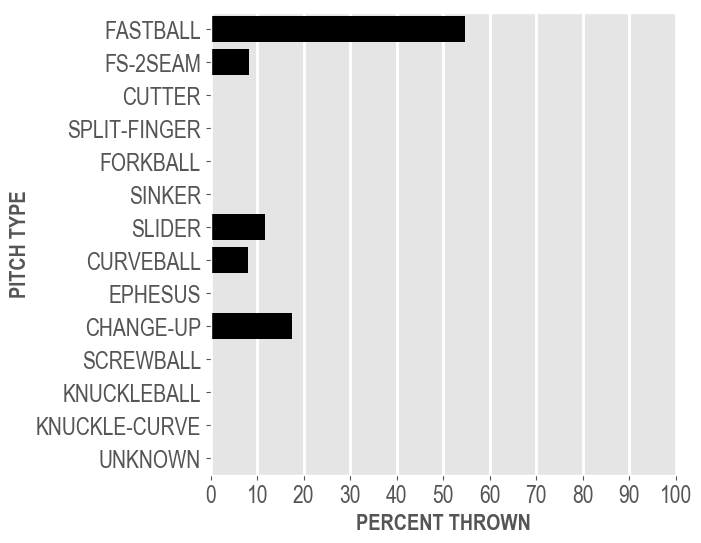 FASTBALL
FS-2SEAM
CUTTER
SPLIT-FINGER
FORKBALL
SINKER
SLIDER
CURVEBALL
EPHESUS
CHANGE-UP
SCREWBALL
KNUCKLEBALL
KNUCKLE-CURVE
UNKNOWN
PITCH TYPE
0 10 20 30 40 50 60 70 80 90 100
PERCENT THROWN